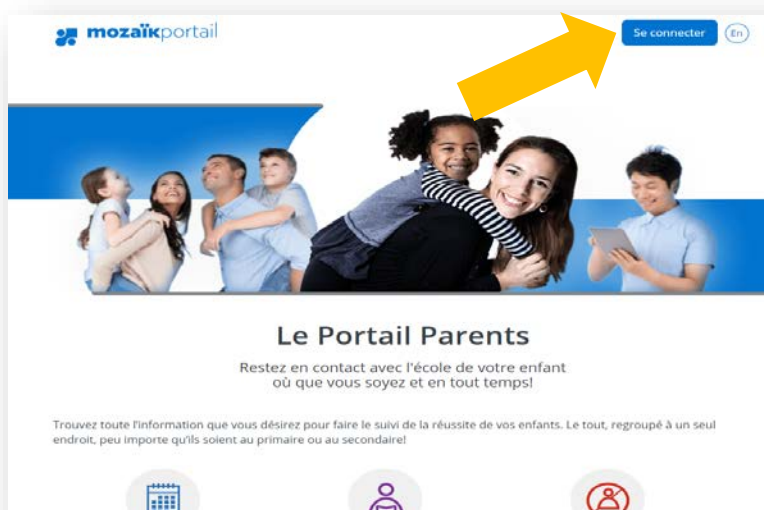 mozaïkportail
Se connecter
En
Le Portail Parents
Restez en contact avec l'école de votre enfant
où que vous soyez et en tout temps!
Trouvez toute l'information que vous désirez pour faire le suivi de la réussite de vos enfants. Le tout, regroupé à un seul
endroit, peu importe qu'ils soient au primaire ou au secondaire!